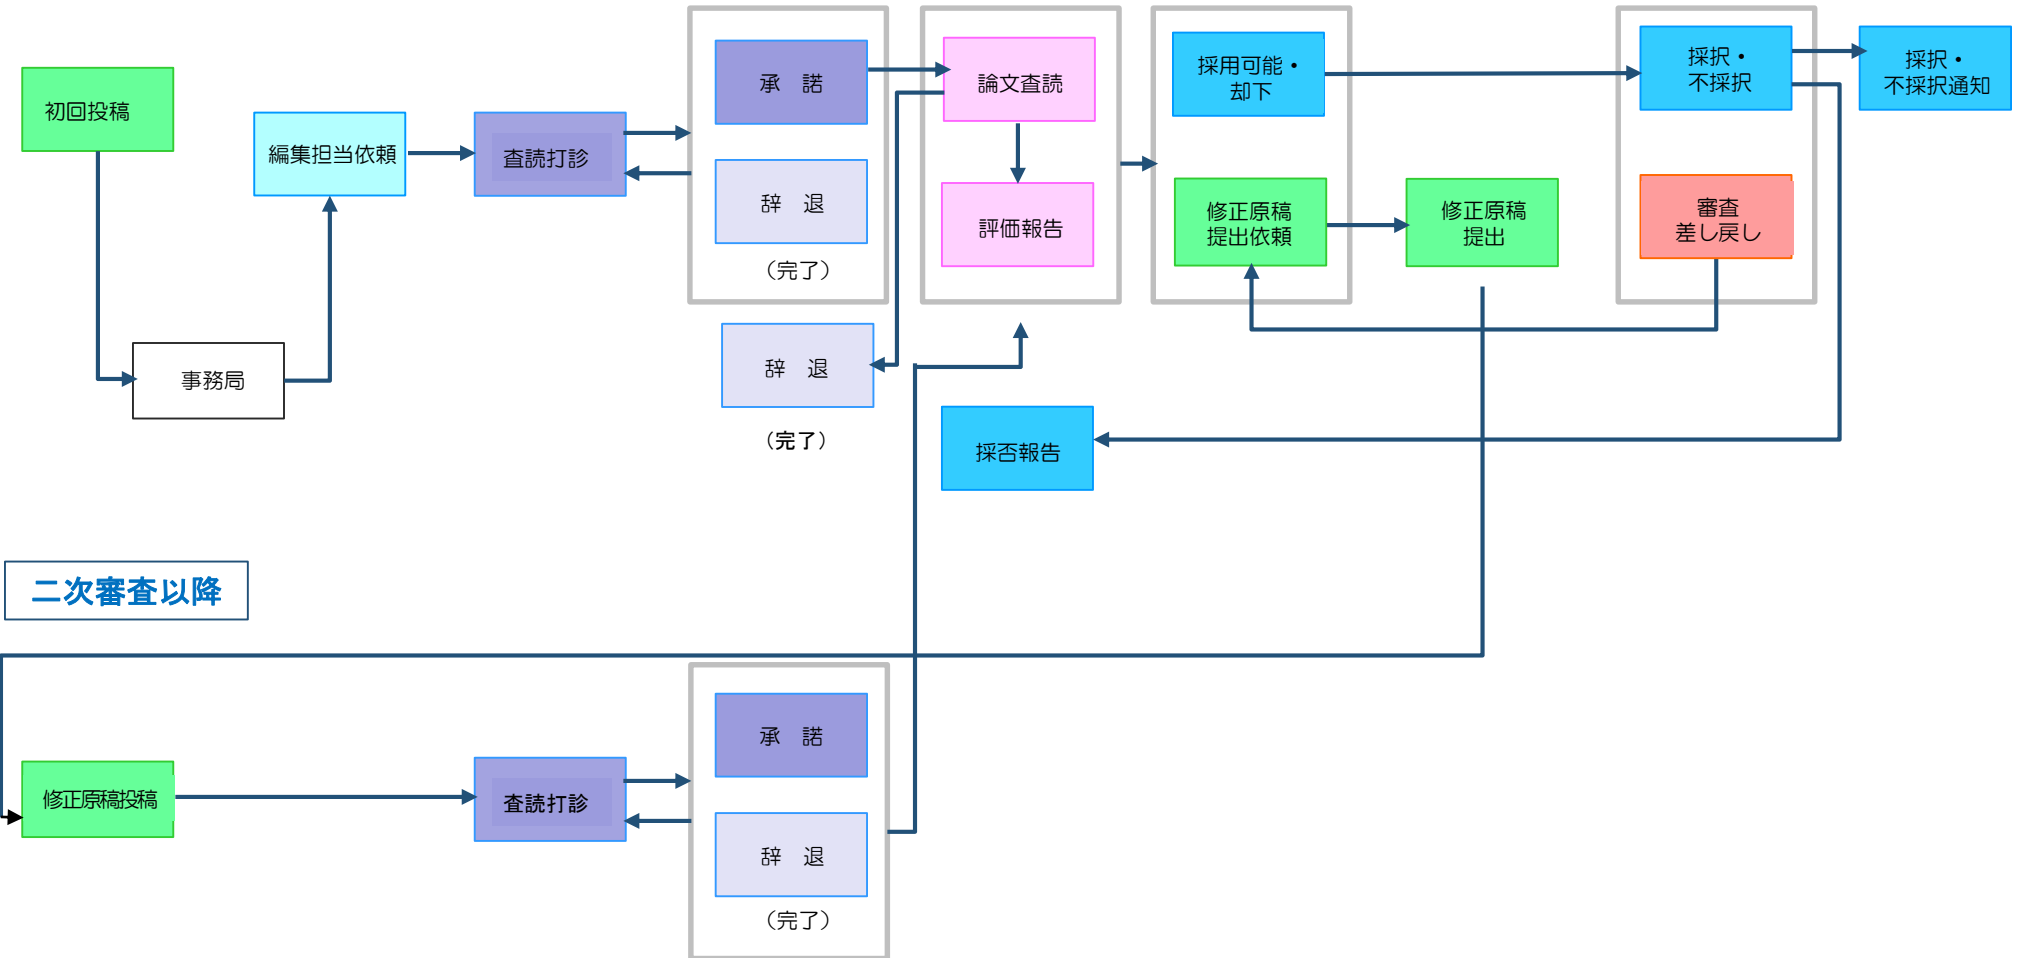 初回投稿
事務局
編集担当依頼
査読打診
承　諾
辞　退
（完了）
辞　退
（完了）
論文査読
評価報告
採否報告
採用可能・
却下
修正原稿
提出依頼
修正原稿
提出
採択・
不採択
審査
差し戻し
採択・
不採択通知
二次審査以降
修正原稿投稿
査読打診
承　諾
辞　退
（完了）